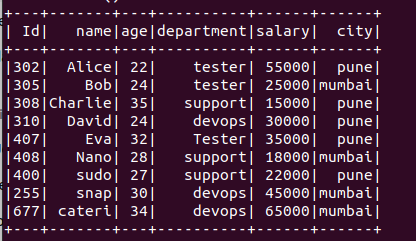 +---+-------+---+----------+------+------+
| Id|   name|age|department|salary|  city|
+---+-------+---+----------+------+------+
|302|  Alice| 22|    tester| 55000|  pune|
|305|    Bob| 24|    tester| 25000|mumbai|
|308|Charlie| 35|   support| 15000|  pune|
|310|  David| 24|    devops| 30000|  pune|
|407|    Eva| 32|    Tester| 35000|  pune|
|408|   Nano| 28|   support| 18000|mumbai|
|400|   sudo| 27|   support| 22000|  pune|
|255|   snap| 30|    devops| 45000|mumbai|
|677| cateri| 34|    devops| 65000|mumbai|
+---+-------+---+----------+------+------+